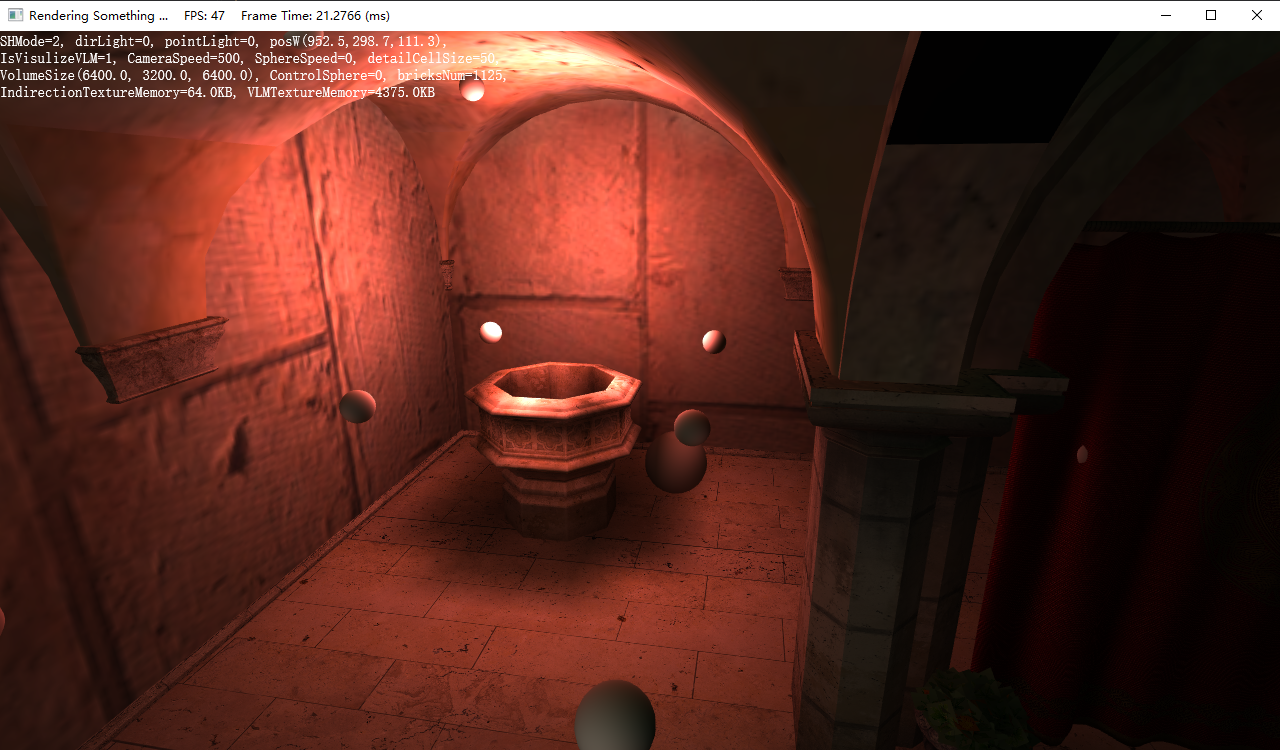 Rendering Something ... FPS: 47 Frame Time: 21.2766 (ms)
SHMode=2, dirLight=0, pointLight=0, posW(952.5,298.7,111.3),
IsVisulizeVLM=1, CameraSpeed=500, SphereSpeed=0, detailCellSize=50,
VolumeSize(6400.0, 3200.0, 6400.0), ControlSphere=0, bricksNum=1125,
IndirectionTextureMemory=64.0KB, VLMTextureMemory=4375.0KB